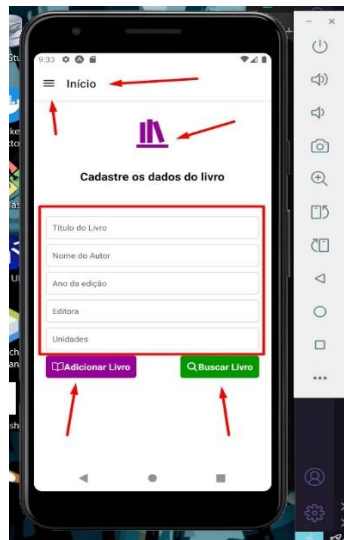 9:33
Início
Cadastre os dados do livro
Título do Livro
Nome do Autor
Ano da edição
Editora
Unidades
Adicionar Livro
Buscar Livro